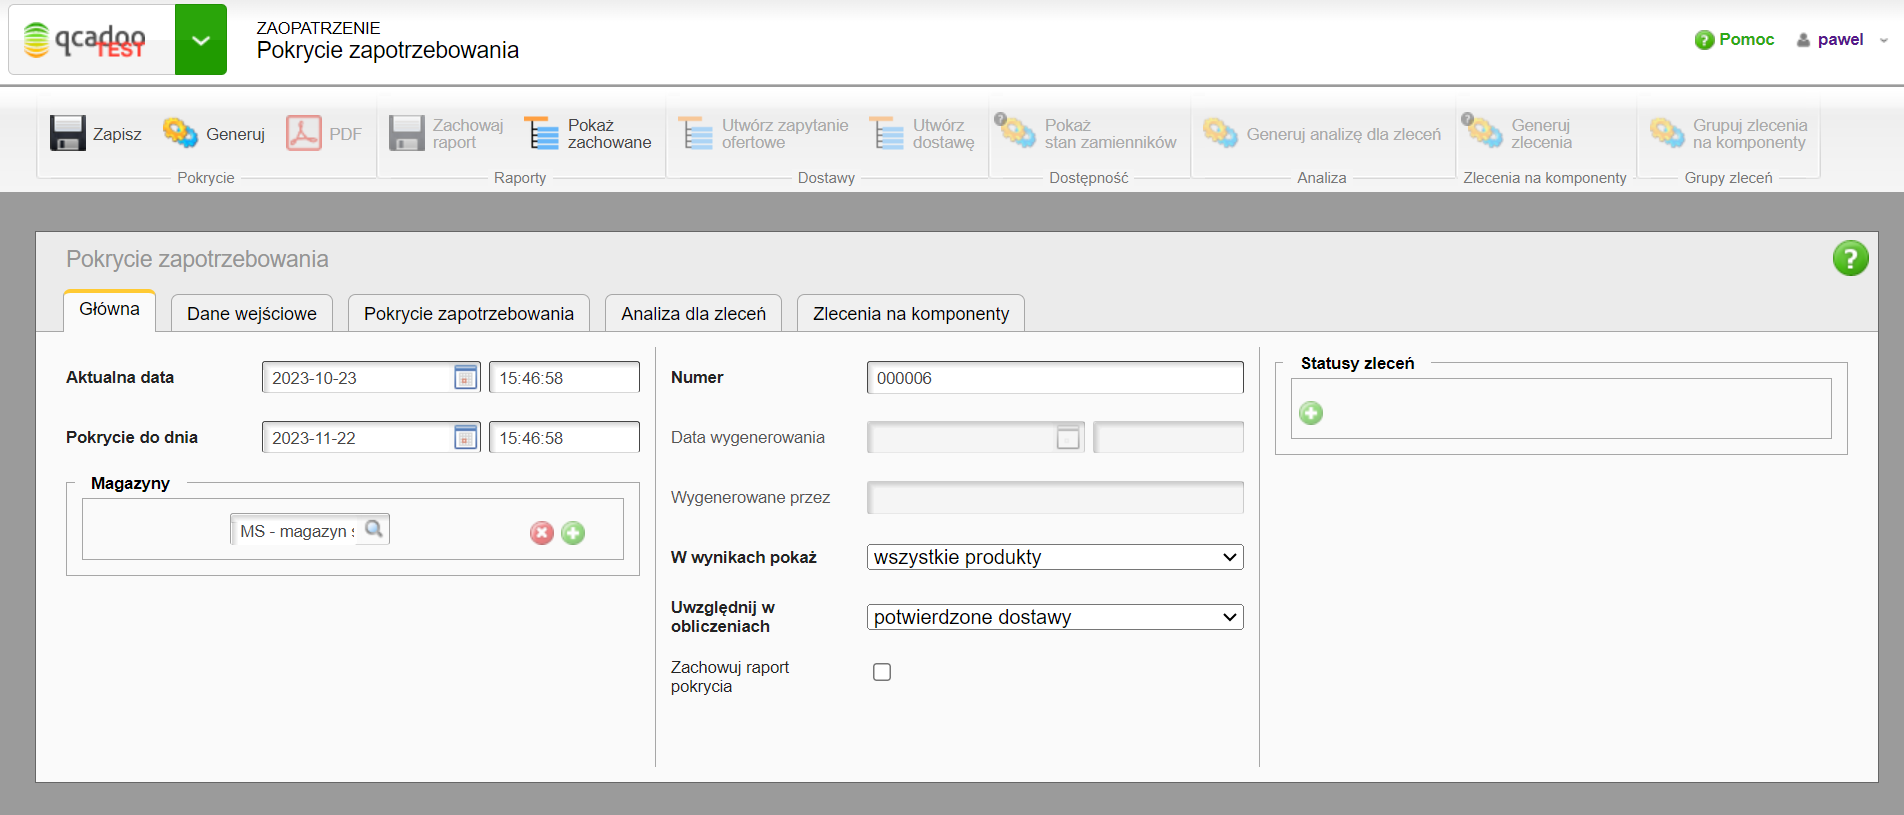 qcadoo
TEST
ZAOPATRZENIE
Pokrycie zapotrzebowania
Pomoc
pawel
Zapisz
Generuj
PDF
Pokrycie
Zachowaj
raport
Pokaż
zachowane
Raporty
Utwórz zapytanie
ofertowe
Utwórz
dostawę
Dostawy
Pokaż
stan zamienników
Dostępność
Generuj analizę dla zleceń
Analiza
Generuj
zlecenia
Zlecenia na komponenty
Grupuj zlecenia
na komponenty
Grupy zleceń
Pokrycie zapotrzebowania
Główna
Dane wejściowe
Pokrycie zapotrzebowania
Analiza dla zleceń
Zlecenia na komponenty
Aktualna data
2023-10-23
15:46:58
Pokrycie do dnia
2023-11-22
15:46:58
Magazyny
MS - magazyn
Numer
000006
Data wygenerowania
Wygenerowane przez
W wynikach pokaż
wszystkie produkty
Uwzględnij w
obliczeniach
potwierdzone dostawy
Zachowuj raport
pokrycia
Statusy zleceń